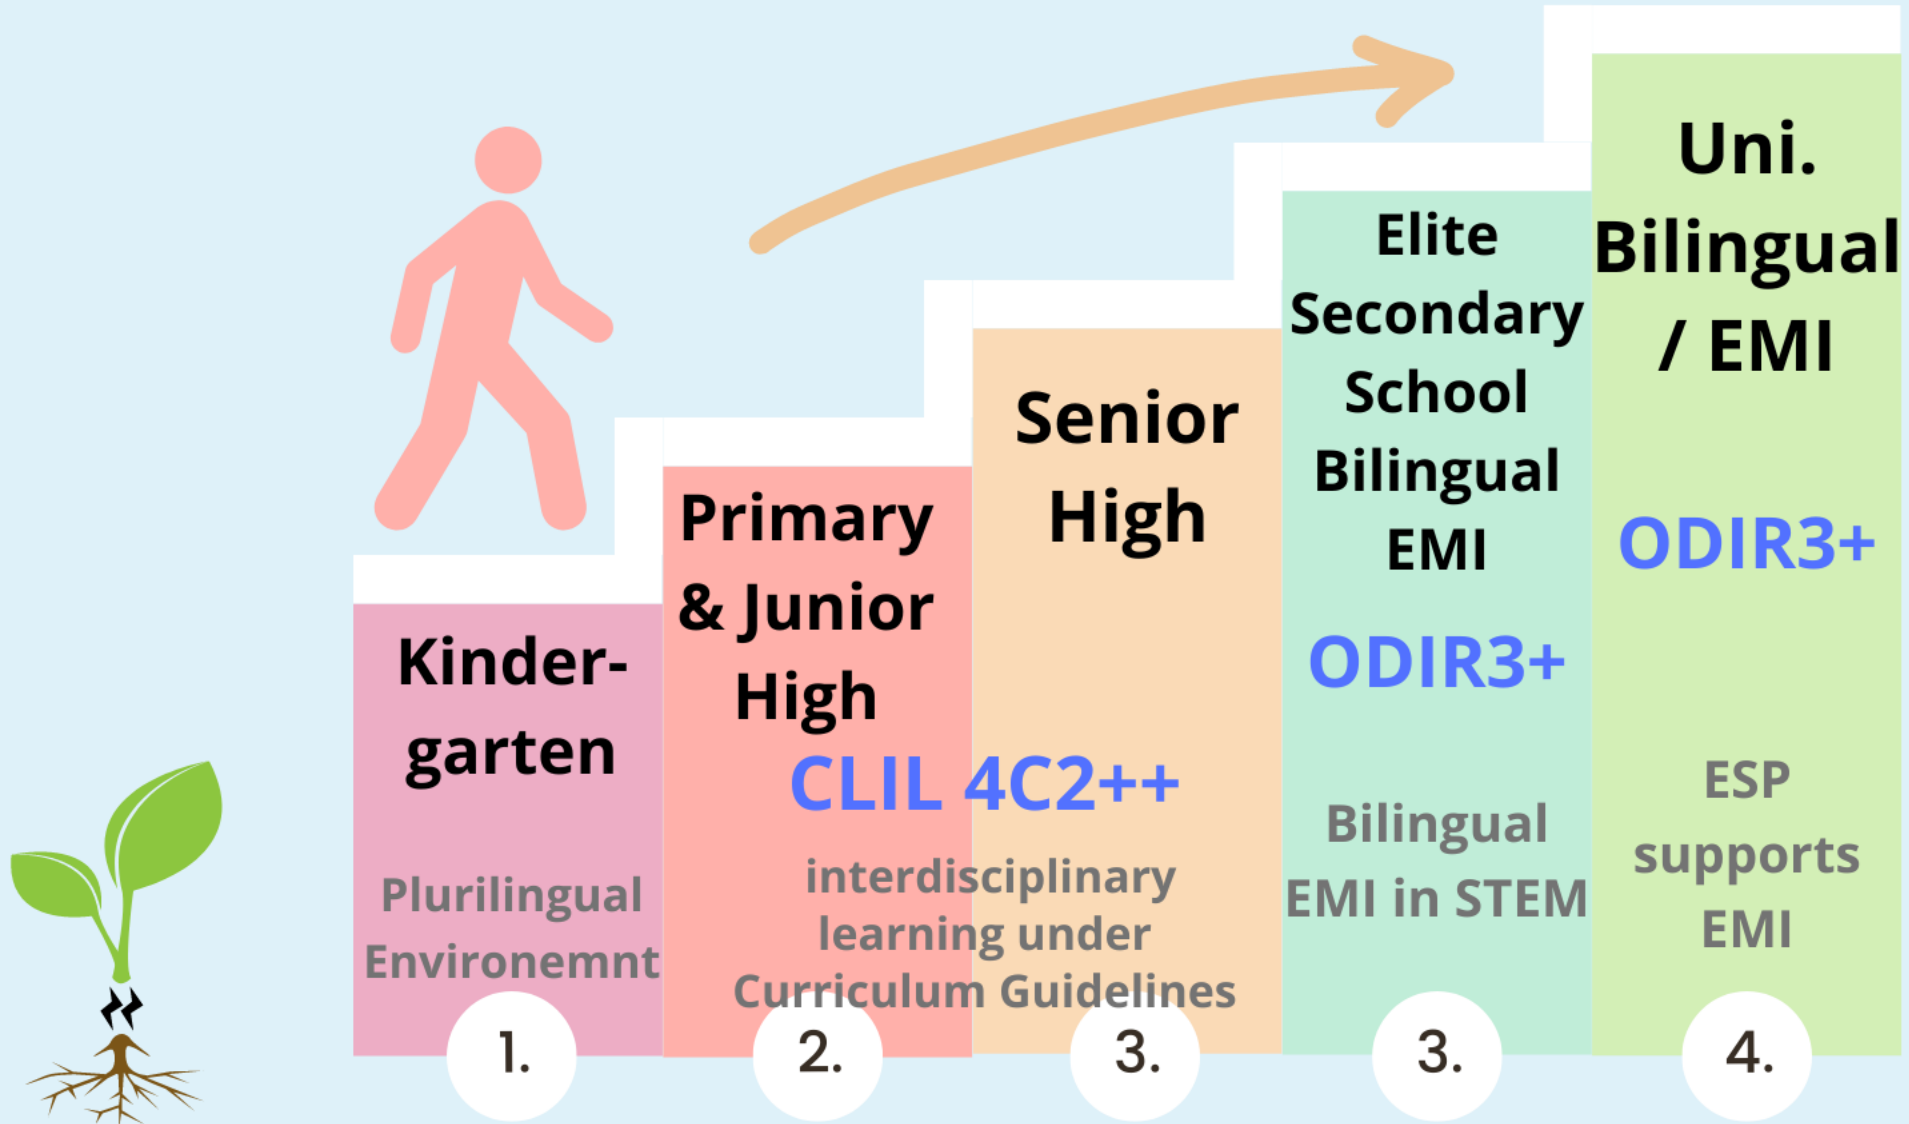 Kinder-
garten
Plurilingual
Environemnt
1.
Primary
& Junior
High
2.
Senior
High
3.
CLIL 4C2++
interdisciplinary
learning under
Curriculum Guidelines
Elite
Secondary
School
Bilingual
EMI
ODIR3+
Bilingual
EMI in STEM
3.
Uni.
Bilingual
/ EMI
ODIR3+
ESP
supports
EMI
4.